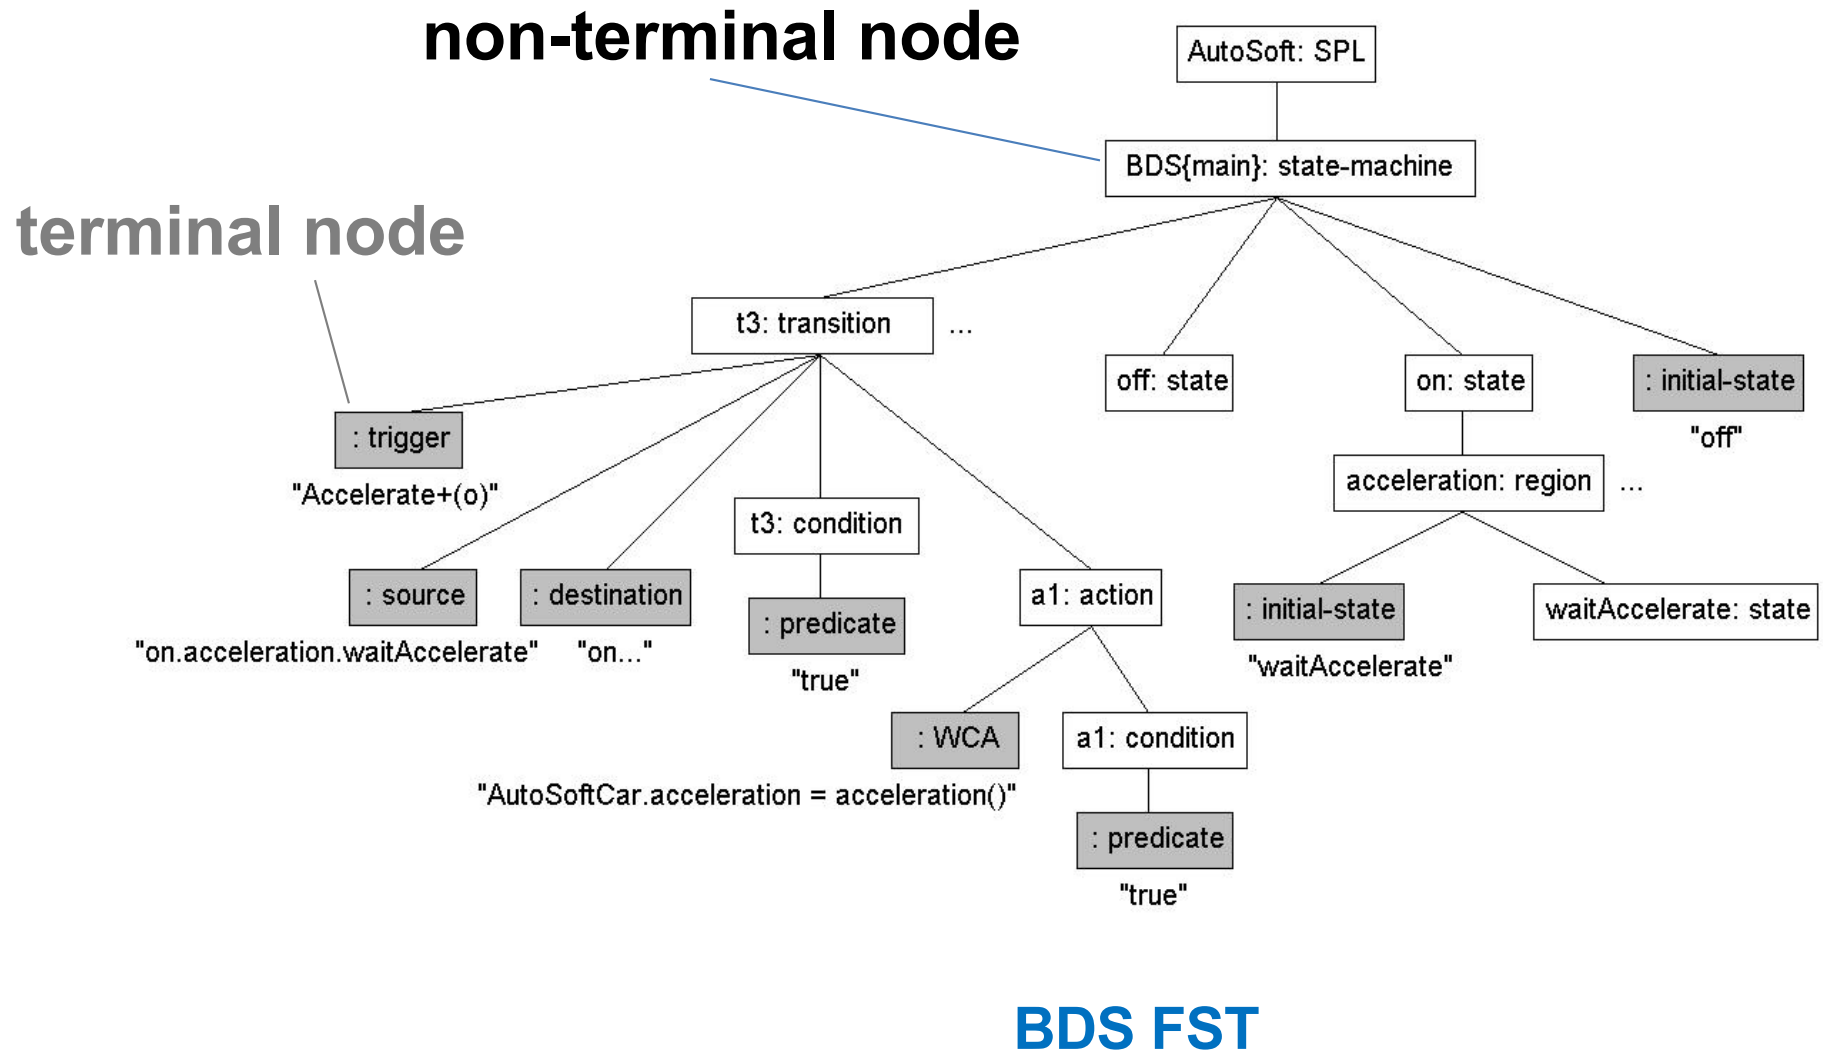 non-terminal node
AutoSoft: SPL
BDS{main}: state-machine
terminal node
t3: transition
...
off: state
on: state
: initial-state
"off"
: trigger
"Accelerate+(o)"
acceleration: region
...
t3: condition
: source
"on.acceleration.waitAccelerate"
: destination
"on..."
: predicate
"true"
a1: action
: initial-state
"waitAccelerate"
waitAccelerate: state
: WCA
"AutoSoftCar.acceleration = acceleration()"
a1: condition
: predicate
"true"
BDS FST